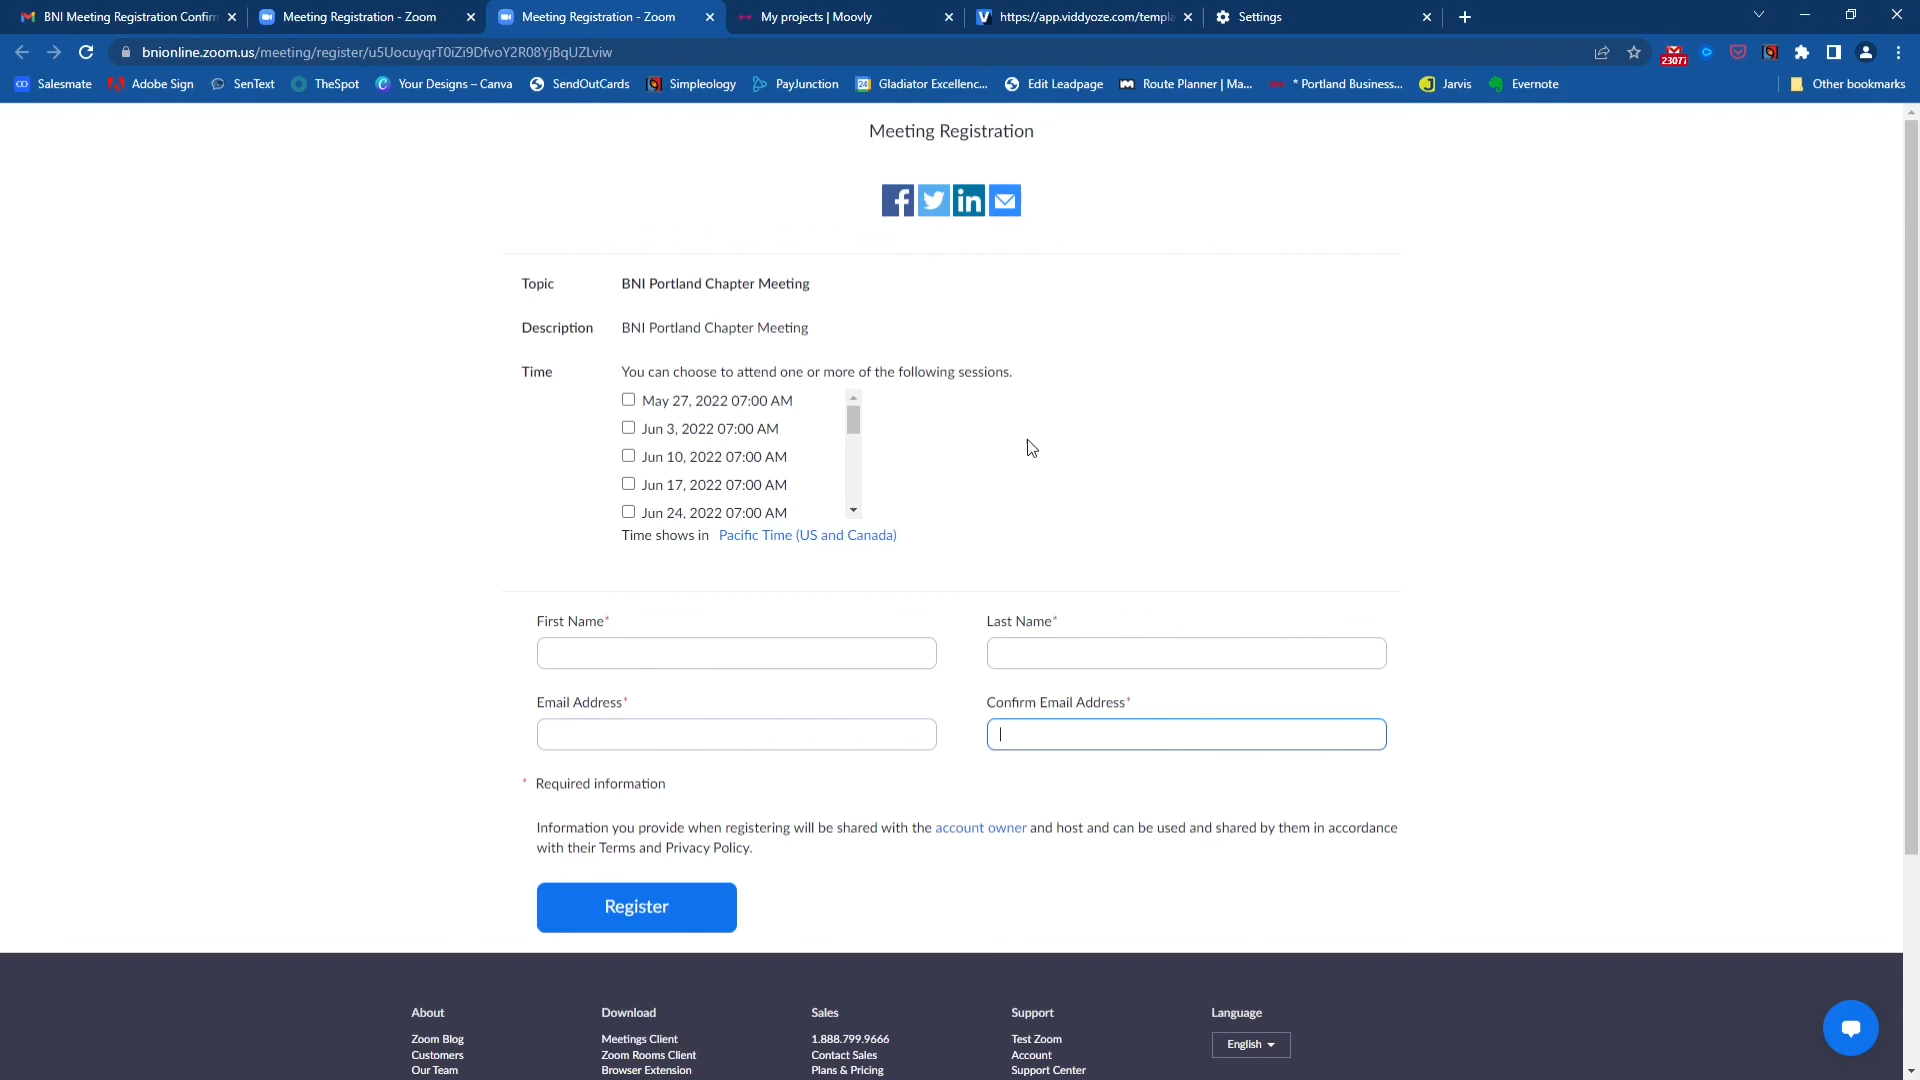 BNI Meeting Registration Confir
Meeting Registration - Zoom
Meeting Registration - Zoom
My projects | Moovly
https://app.viddyoze.com/templa
Settings
bnionline.zoom.us/meeting/register/u5UocuyqrT0iZi9DfvoY2R08YjBqUZLviw
23077
Salesmate
Adobe Sign
SenText
TheSpot
Your Designs – Canva
SendOutCards
Simpleology
PayJunction
Gladiator Excellenc...
Edit Leadpage
Route Planner | Ma...
* Portland Business...
Jarvis
Evernote
Other bookmarks
Meeting Registration
Topic BNI Portland Chapter Meeting
Description BNI Portland Chapter Meeting
Time You can choose to attend one or more of the following sessions.
May 27, 2022 07:00 AM
Jun 3, 2022 07:00 AM
Jun 10, 2022 07:00 AM
Jun 17, 2022 07:00 AM
Jun 24, 2022 07:00 AM
Time shows in Pacific Time (US and Canada)
First Name* Last Name*
Email Address* Confirm Email Address*
* Required information
Information you provide when registering will be shared with the account owner and host and can be used and shared by them in accordance
with their Terms and Privacy Policy.
Register
About Download Sales Support Language
Zoom Blog Meetings Client 1.888.799.9666 Test Zoom English
Customers Zoom Rooms Client Contact Sales Account
Our Team Browser Extension Plans & Pricing Support Center